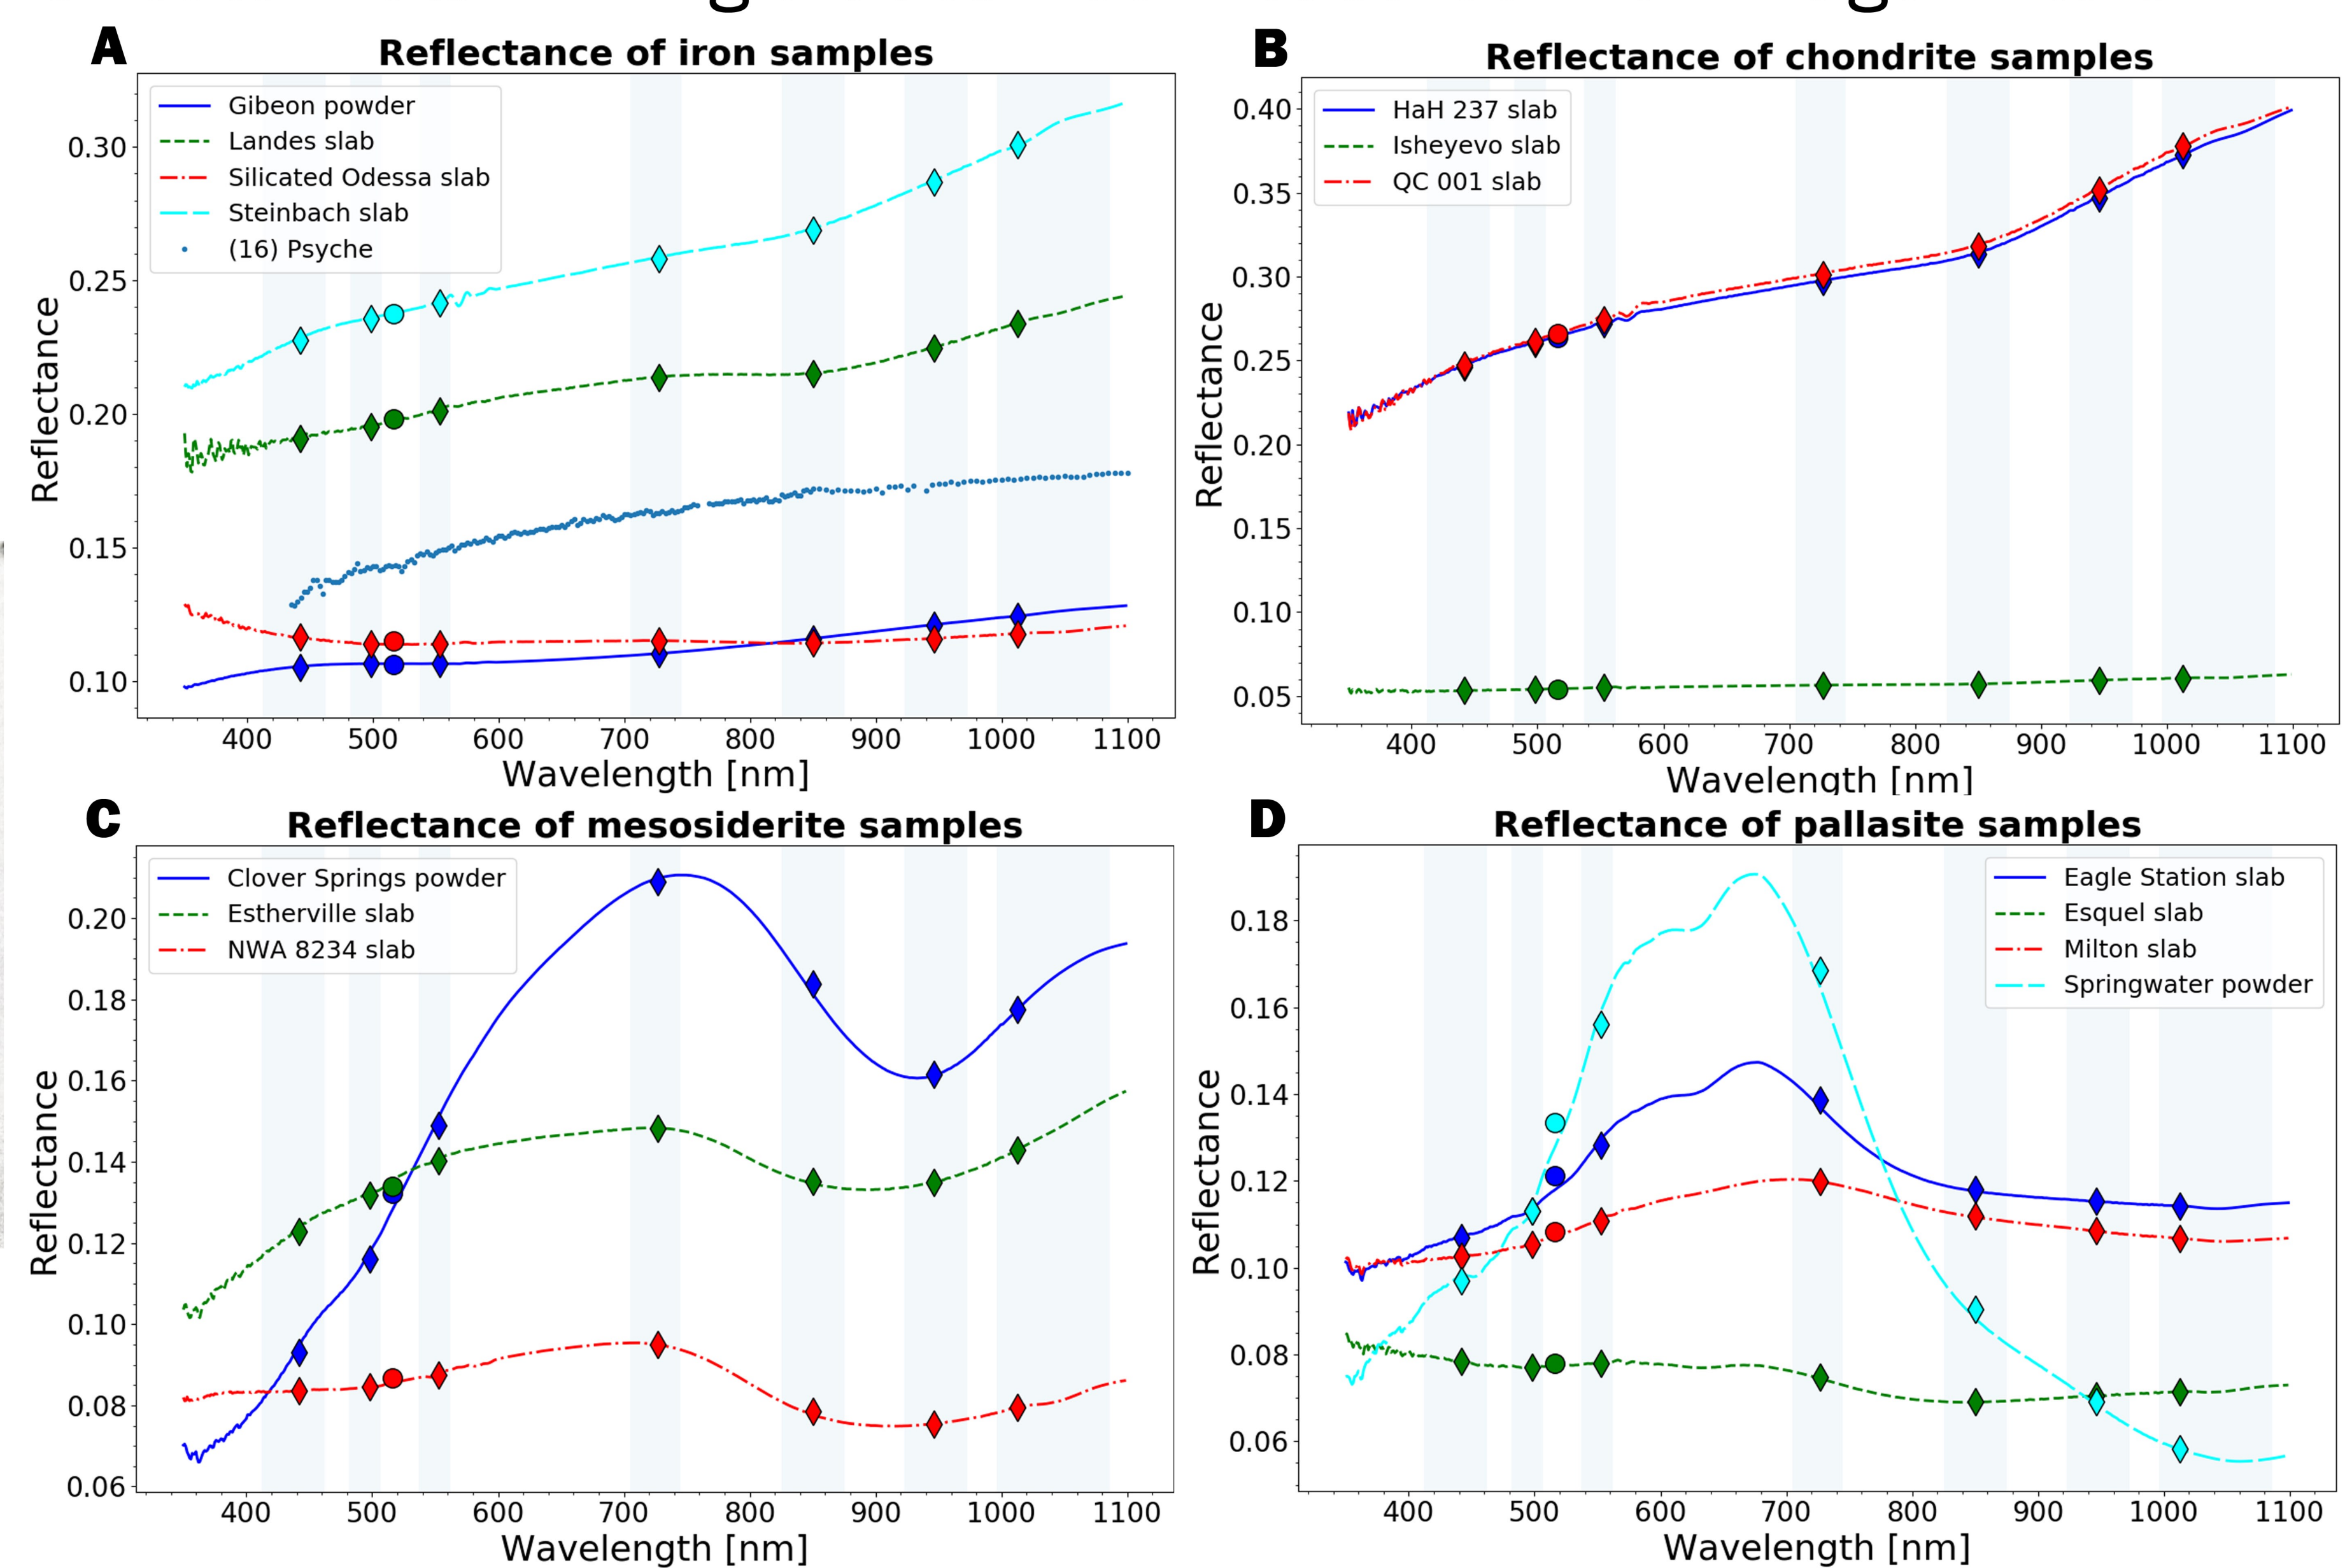 A
Reflectance of iron samples
Gibeon powder
Landes slab
Silicated Odessa slab
Steinbach slab
(16) Psyche
Reflectance
0.30
0.25
0.20
0.15
0.10
400 500 600 700 800 900 1000 1100
Wavelength [nm]
B
Reflectance of chondrite samples
HaH 237 slab
Isheyevo slab
QC 001 slab
Reflectance
0.40
0.35
0.30
0.25
0.20
0.15
0.10
0.05
400 500 600 700 800 900 1000 1100
Wavelength [nm]
C
Reflectance of mesosiderite samples
Clover Springs powder
Estherville slab
NWA 8234 slab
Reflectance
0.20
0.18
0.16
0.14
0.12
0.10
0.08
0.06
400 500 600 700 800 900 1000 1100
Wavelength [nm]
D
Reflectance of pallasite samples
Eagle Station slab
Esquel slab
Milton slab
Springwater powder
Reflectance
0.18
0.16
0.14
0.12
0.10
0.08
0.06
400 500 600 700 800 900 1000 1100
Wavelength [nm]